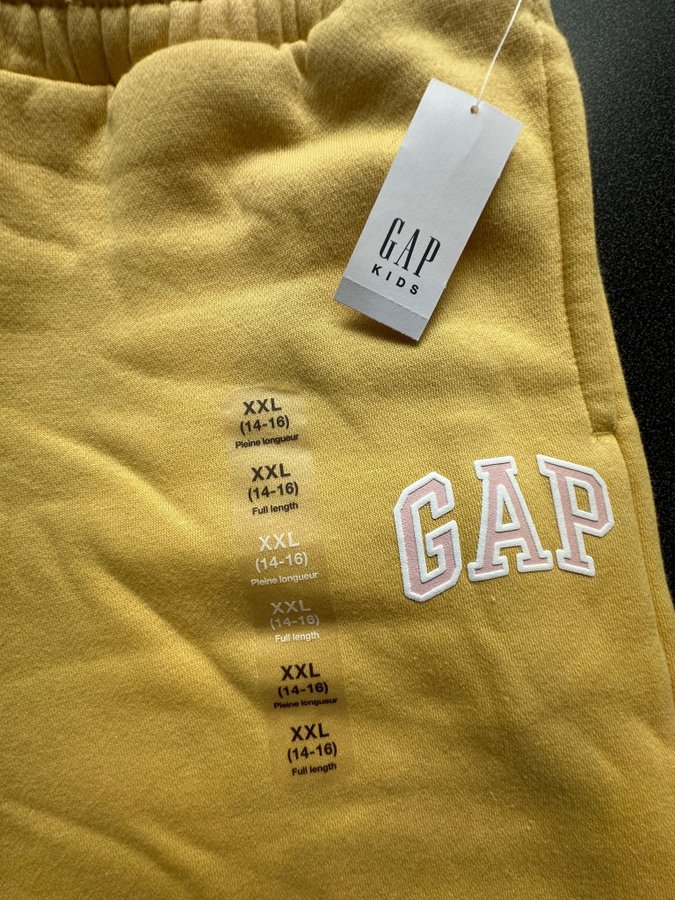 GAP
KIDS
XXL
(14-16)
Pleine longueur
XXL
(14-16)
Full length
XXL
(14-16)
Pleine longueur
XXL
(14-16)
Full length
XXL
(14-16)
Pleine longueur
XXL
(14-16)
Full length
GAP